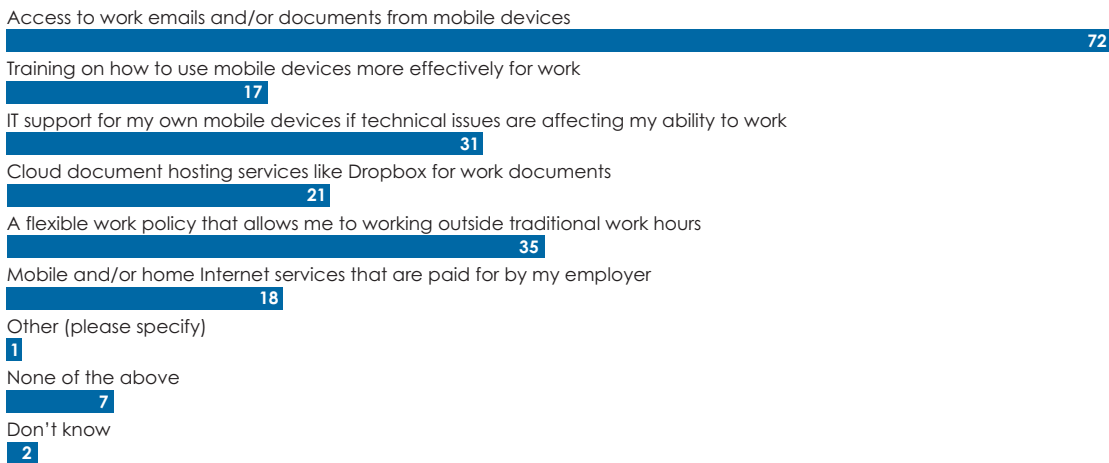 Access to work emails and/or documents from mobile devices
72
Training on how to use mobile devices more effectively for work
17
IT support for my own mobile devices if technical issues are affecting my ability to work
31
Cloud document hosting services like Dropbox for work documents
21
A flexible work policy that allows me to working outside traditional work hours
35
Mobile and/or home Internet services that are paid for by my employer
18
Other (please specify)
1
None of the above
7
Don’t know
2